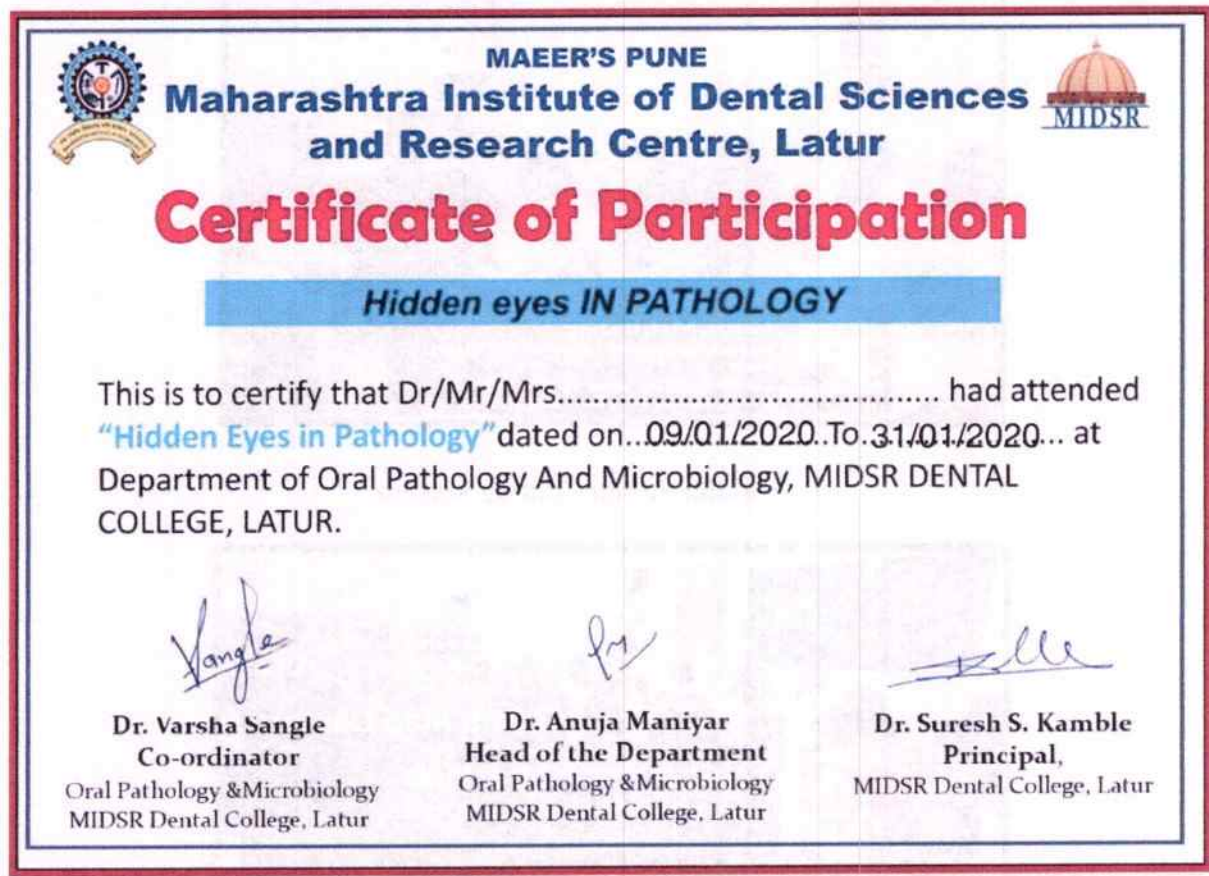 MAEER'S PUNE
Maharashtra Institute of Dental Sciences
and Research Centre, Latur
MIDSR
Certificate of Participation
Hidden eyes IN PATHOLOGY
This is to certify that Dr/Mr/Mrs...................................... had attended
"Hidden Eyes in Pathology"dated on...09/01/2020..To..31/01/2020... at
Department of Oral Pathology And Microbiology, MIDSR DENTAL
COLLEGE, LATUR.
Dr. Varsha Sangle
Co-ordinator
Oral Pathology &Microbiology
MIDSR Dental College, Latur
Dr. Anuja Maniyar
Head of the Department
Oral Pathology &Microbiology
MIDSR Dental College, Latur
Dr. Suresh S. Kamble
Principal,
MIDSR Dental College, Latur